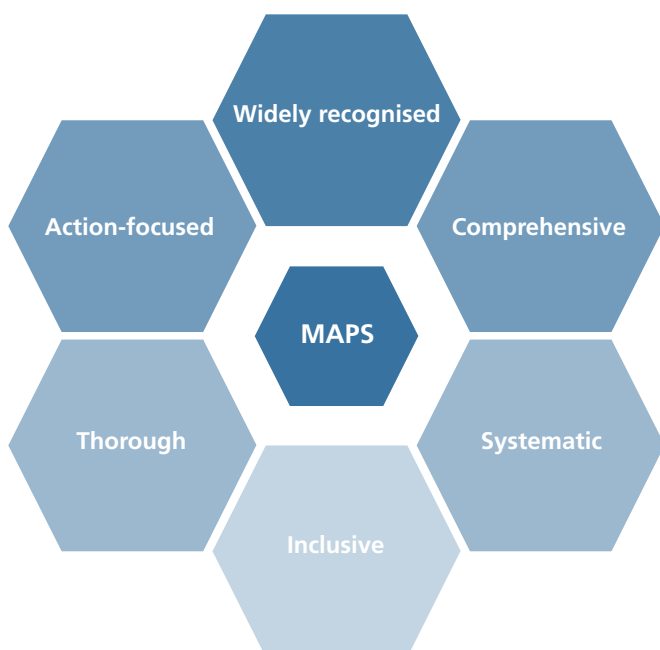 Widely recognised
Action-focused
Comprehensive
MAPS
Thorough
Systematic
Inclusive